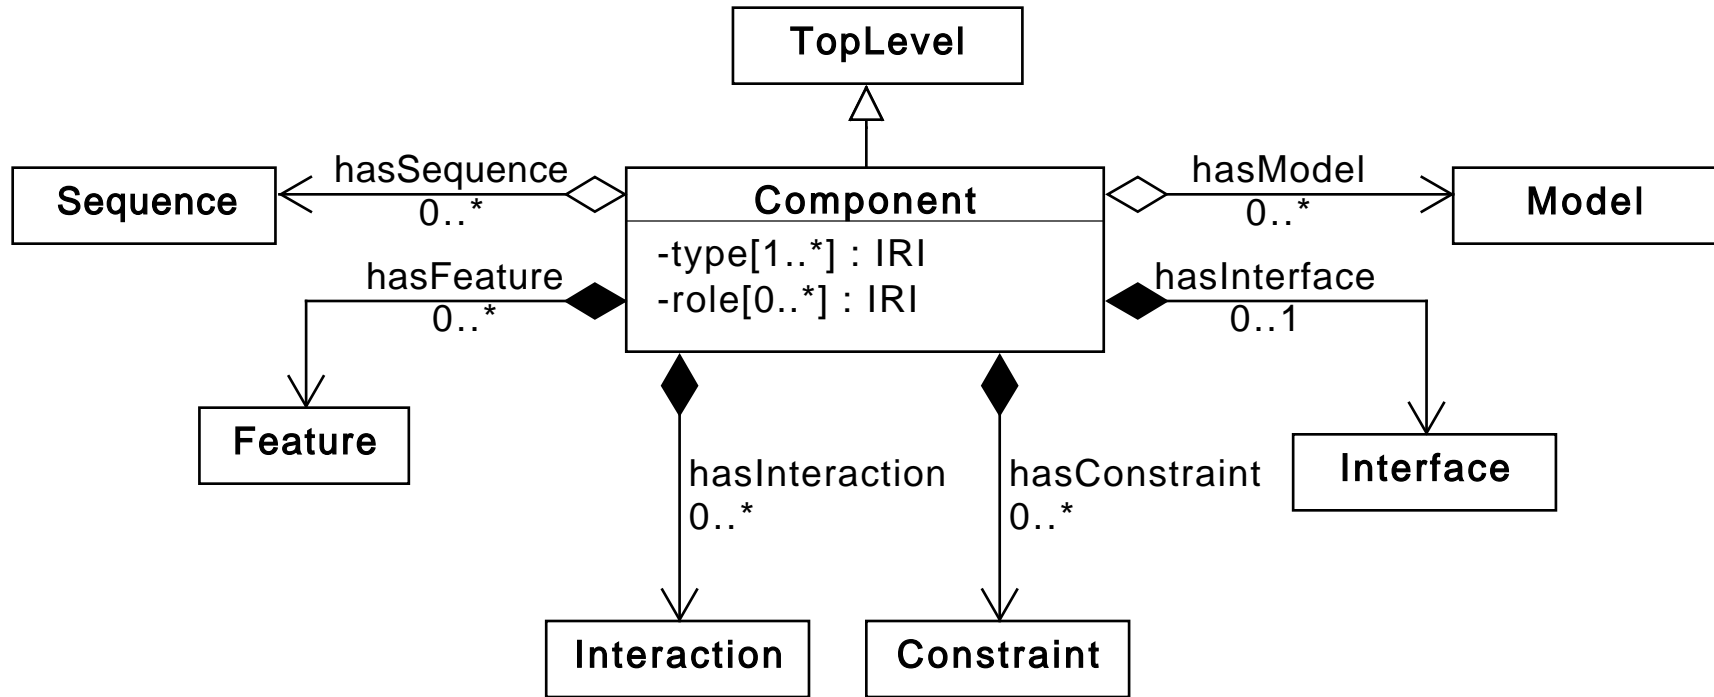 TopLevel
hasSequence
0..*
Sequence
Component
-type[1..*] : IRI
-role[0..*] : IRI
hasModel
0..*
Model
hasFeature
0..*
Feature
hasInterface
0..1
Interface
hasInteraction
0..*
Interaction
hasConstraint
0..*
Constraint